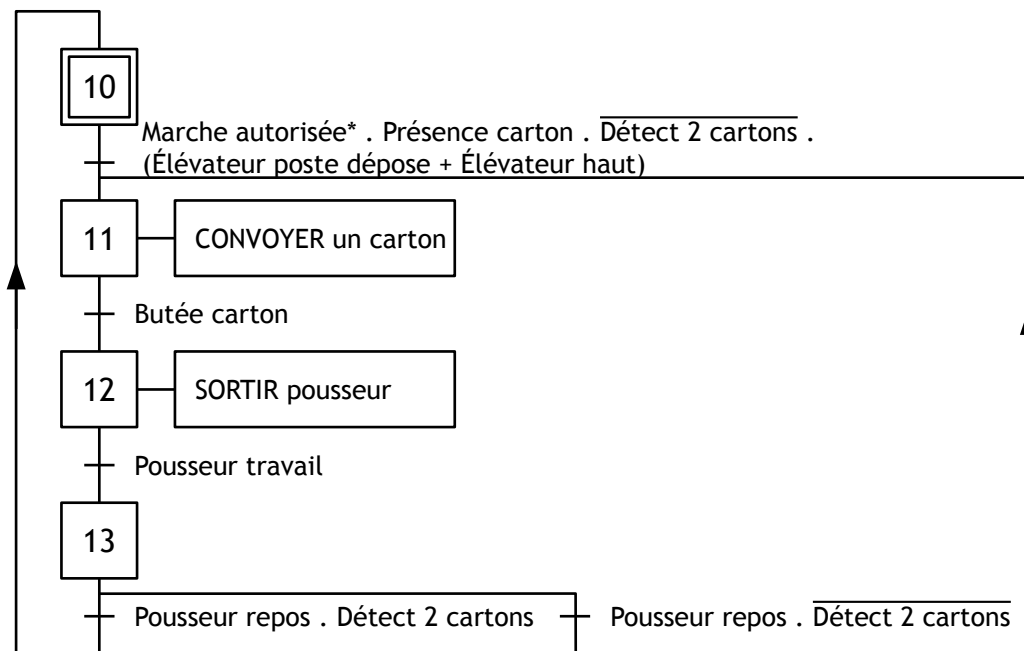 10
Marche autorisée* . Présence carton . Détect 2 cartons .
(Élévateur poste dépose + Élévateur haut)
11
CONVOYER un carton
Butée carton
12
SORTIR pousseur
Pousseur travail
13
Pousseur repos . Détect 2 cartons
Pousseur repos . Détect 2 cartons